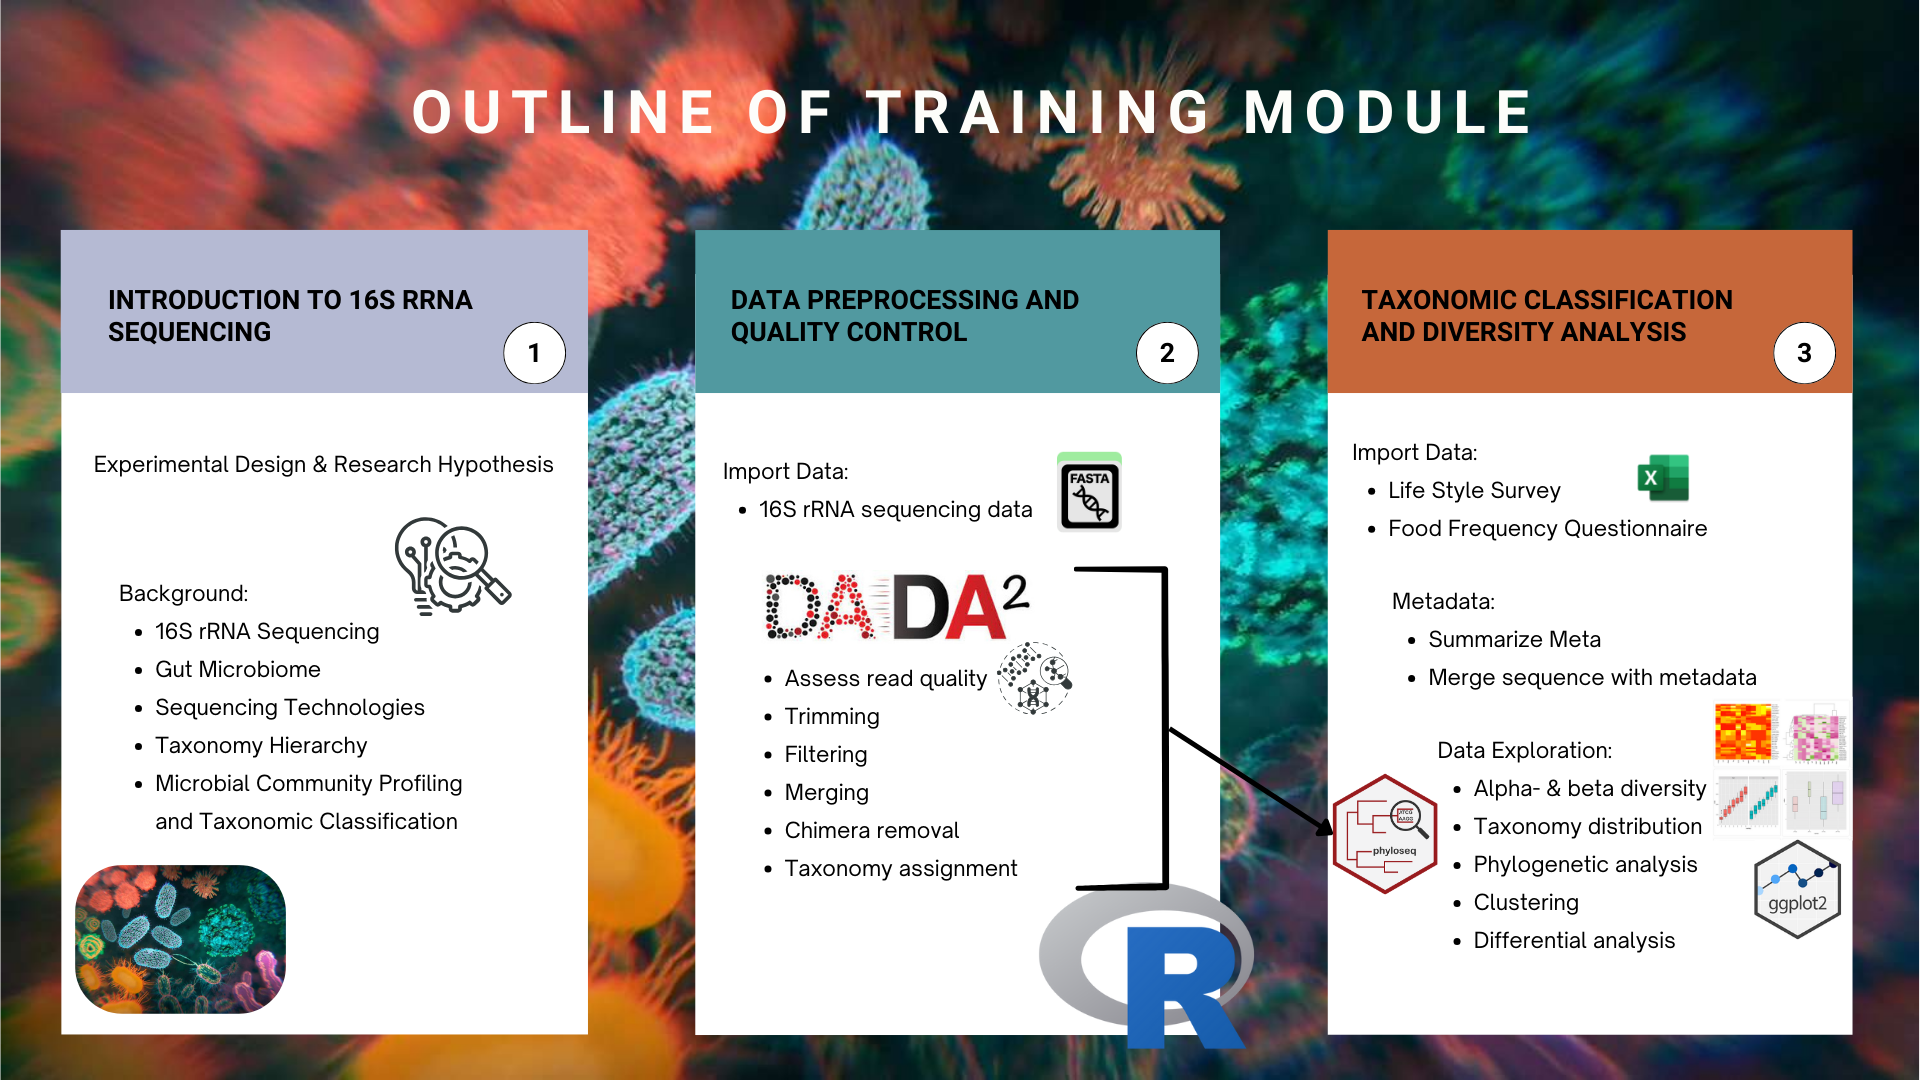 OUTLINE OF TRAINING MODULE
INTRODUCTION TO 16S RRNA
SEQUENCING
1
Experimental Design & Research Hypothesis
Background:
• 16S rRNA Sequencing
• Gut Microbiome
• Sequencing Technologies
• Taxonomy Hierarchy
• Microbial Community Profiling
and Taxonomic Classification
DATA PREPROCESSING AND
QUALITY CONTROL
2
Import Data:
• 16S rRNA sequencing data
FASTA
DADA2
• Assess read quality
• Trimming
• Filtering
• Merging
• Chimera removal
• Taxonomy assignment
R
TAXONOMIC CLASSIFICATION
AND DIVERSITY ANALYSIS
3
Import Data:
• Life Style Survey
• Food Frequency Questionnaire
X
Metadata:
• Summarize Meta
• Merge sequence with metadata
Data Exploration:
• Alpha- & beta diversity
• Taxonomy distribution
• Phylogenetic analysis
• Clustering
• Differential analysis
phyloseq
ggplot2